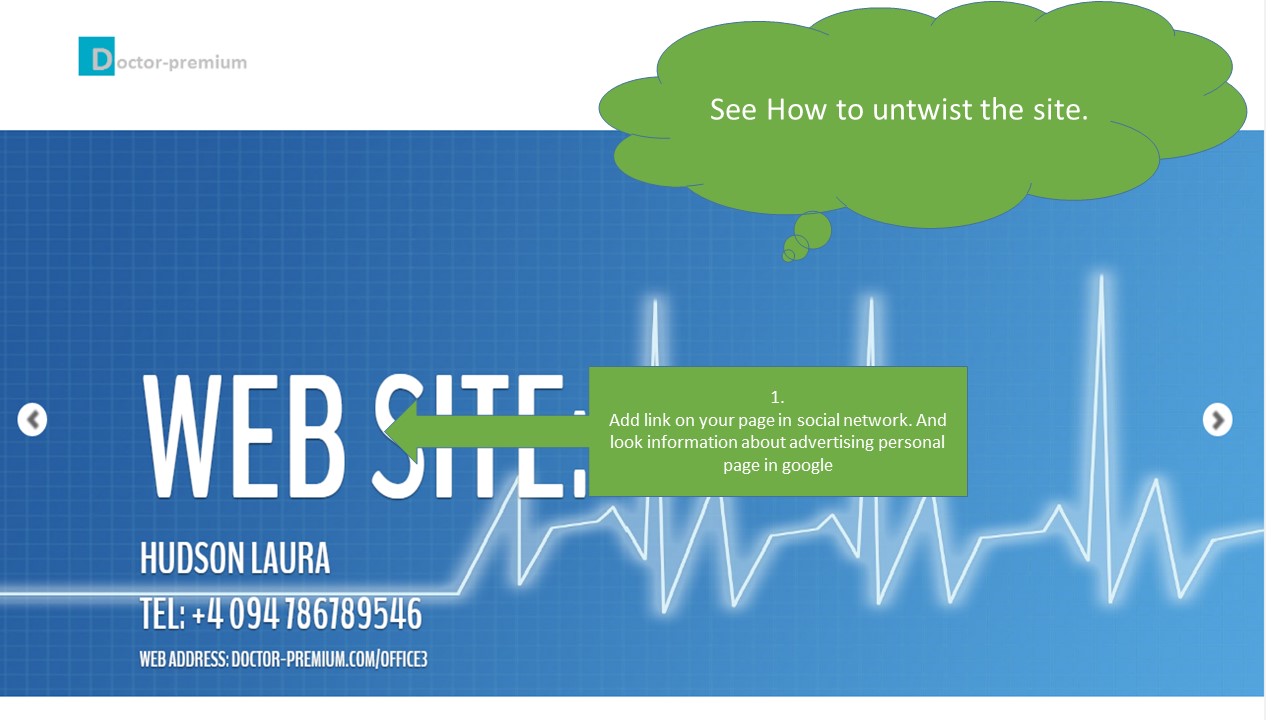 Doctor-premium
See How to untwist the site.
WEB SITE:
1.
Add link on your page in social network. And
look information about advertising personal
page in google
HUDSON LAURA
TEL: +4 094 786789546
WEB ADDRESS: DOCTOR-PREMIUM.COM/OFFICE3